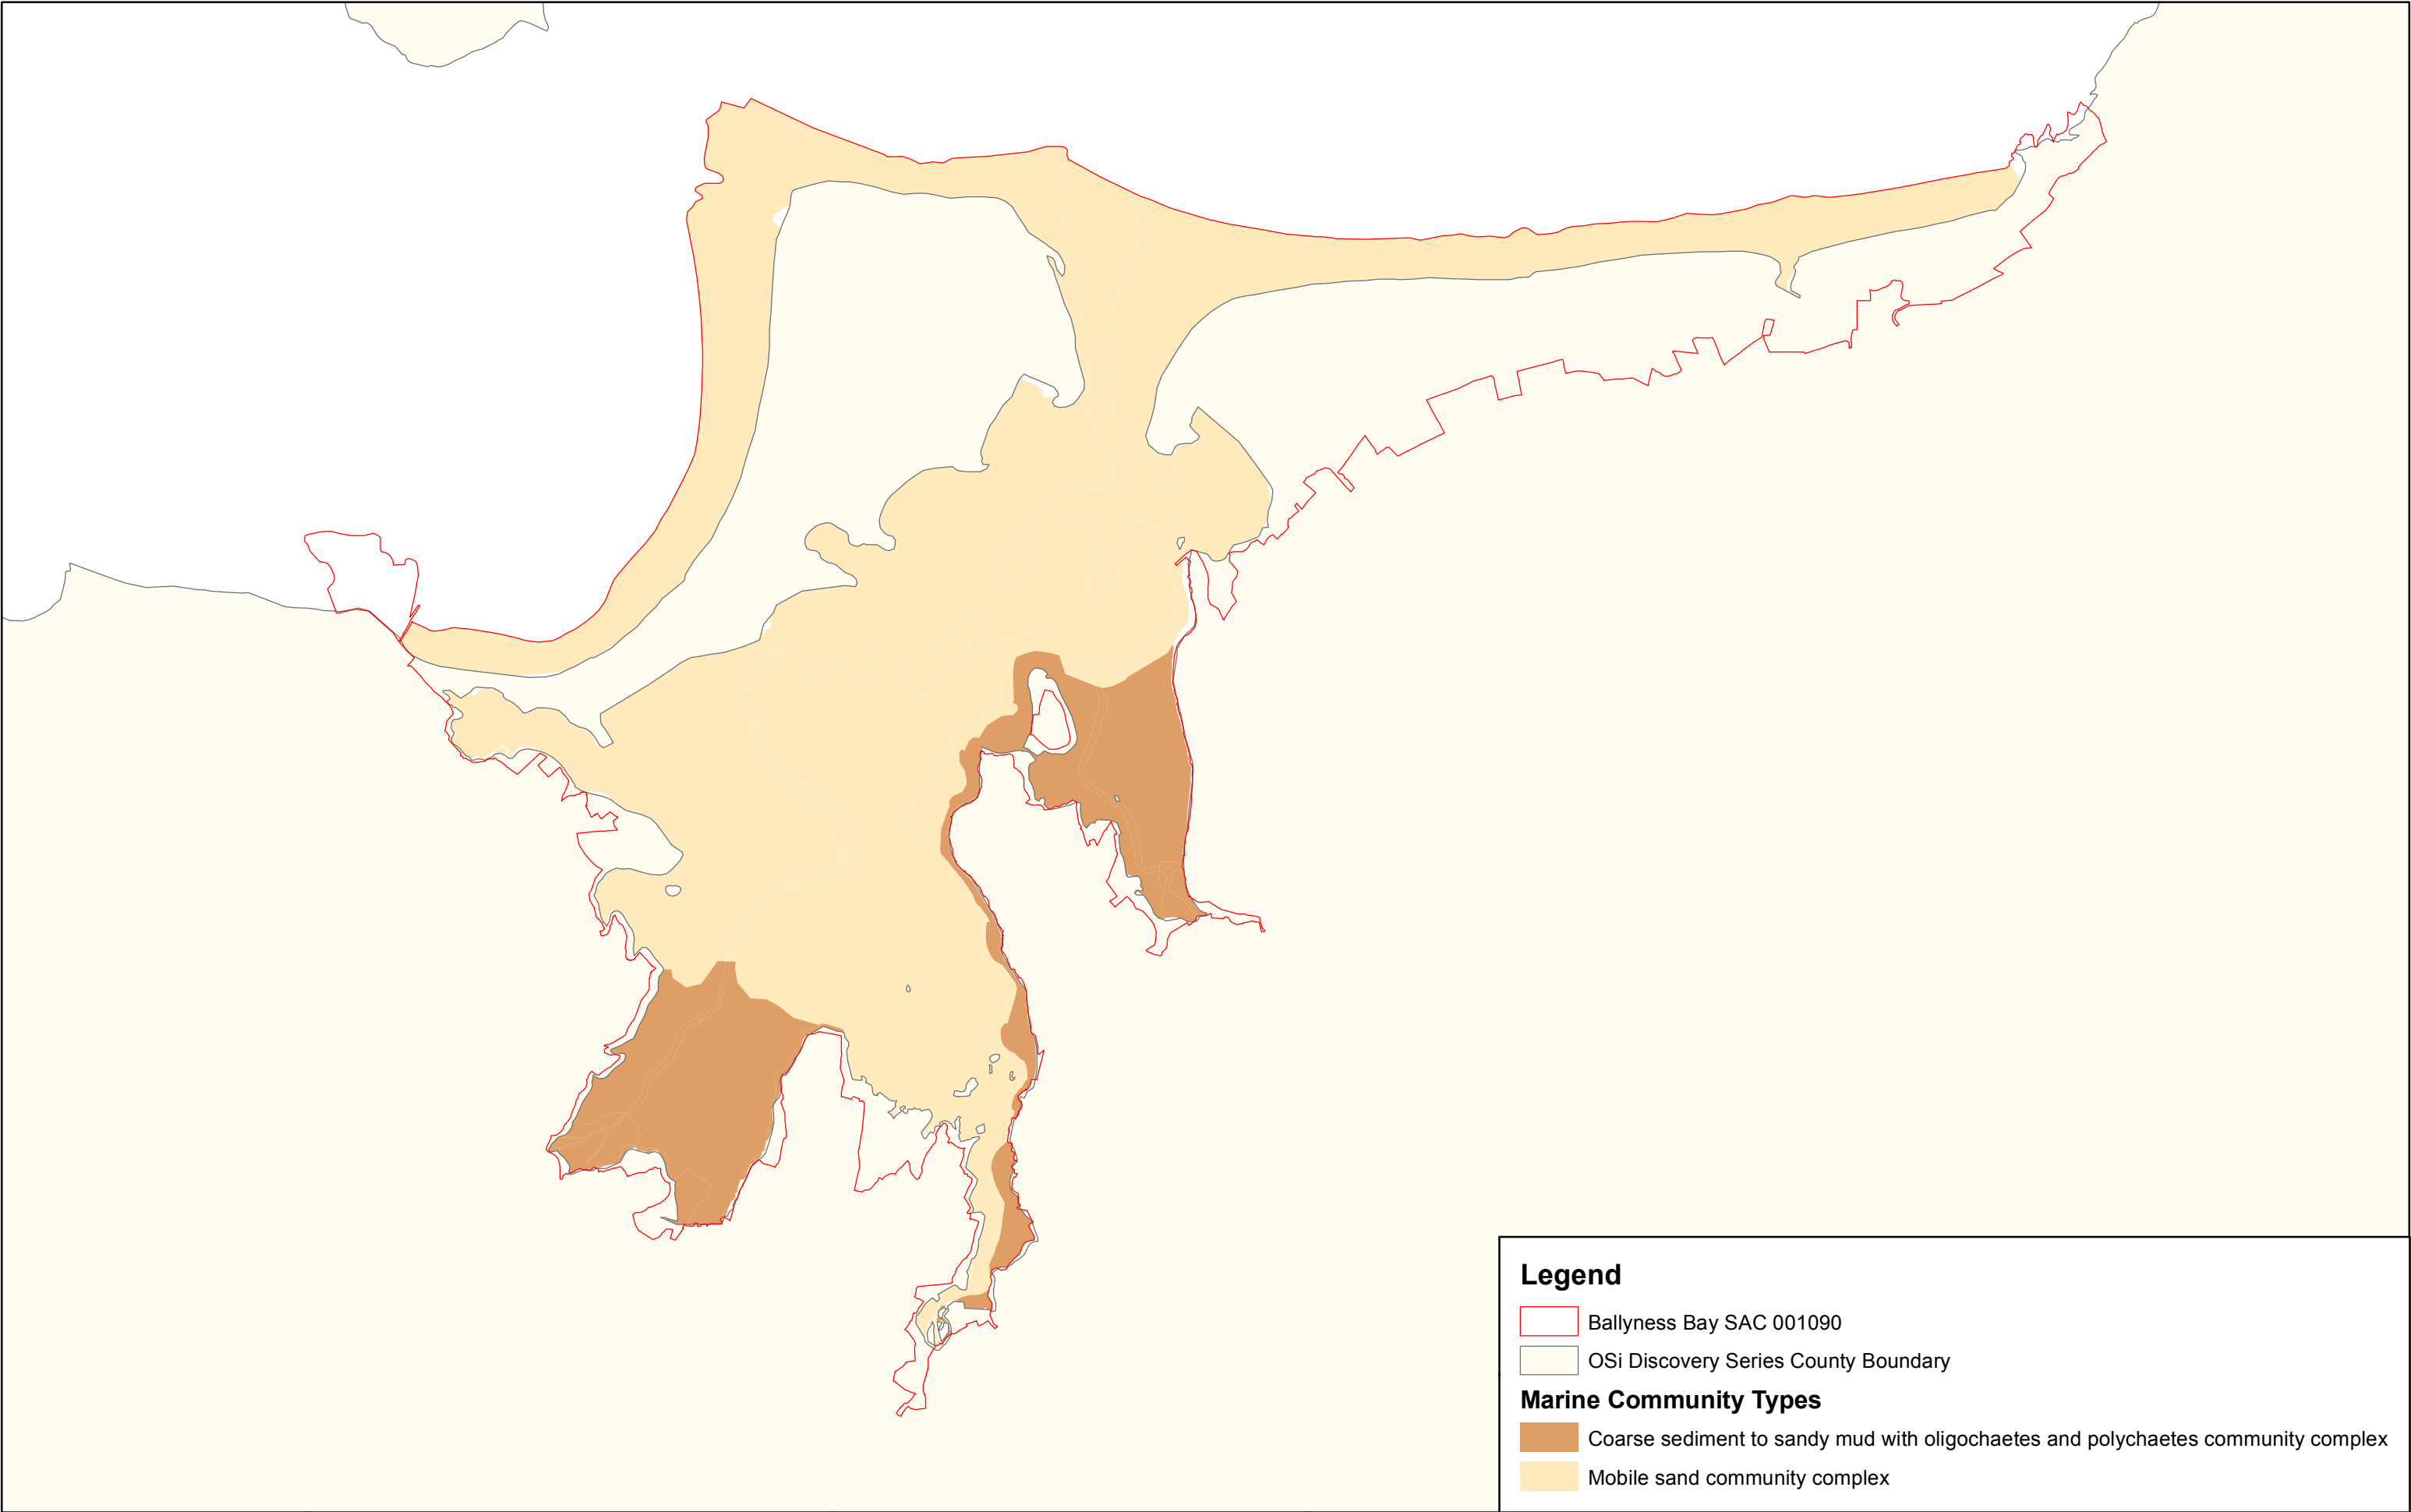 Legend
Ballyness Bay SAC 001090
OSi Discovery Series County Boundary
Marine Community Types
Coarse sediment to sandy mud with oligochaetes and polychaetes community complex
Mobile sand community complex